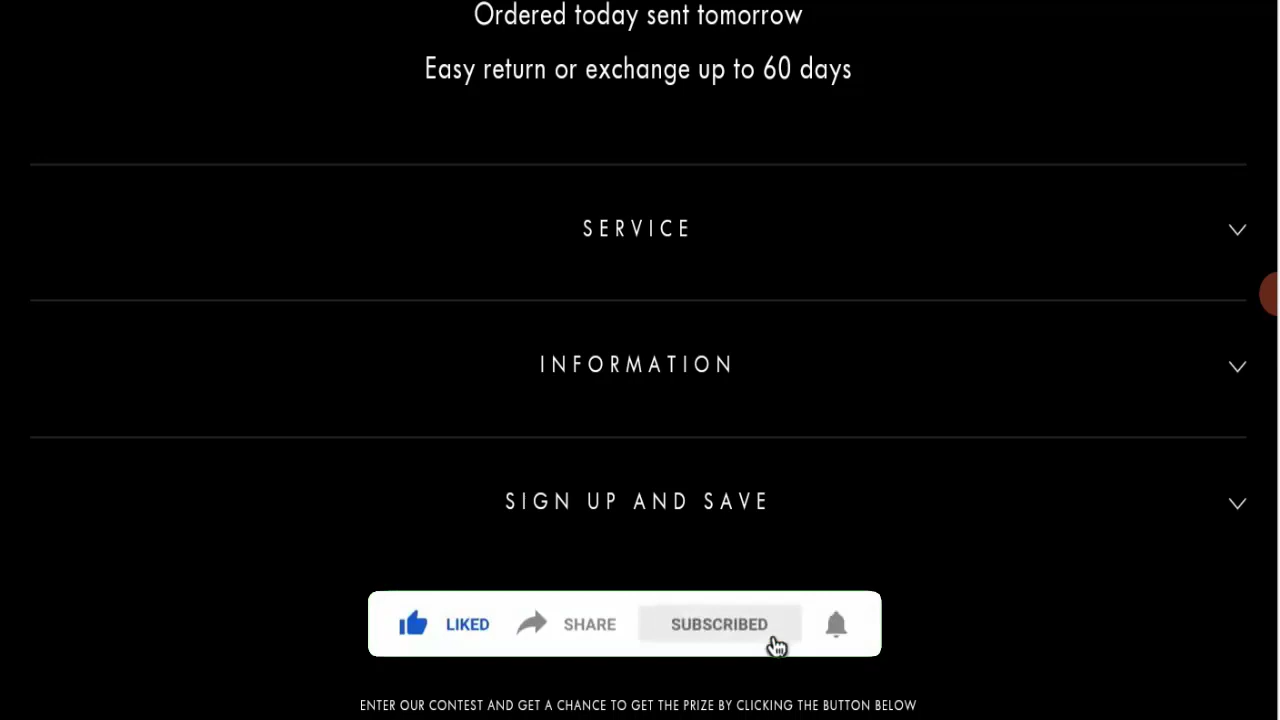 Ordered today sent tomorrow
Easy return or exchange up to 60 days
SERVICE
INFORMATION
SIGN UP AND SAVE
LIKED SHARE SUBSCRIBED
ENTER OUR CONTEST AND GET A CHANCE TO GET THE PRIZE BY CLICKING THE BUTTON BELOW